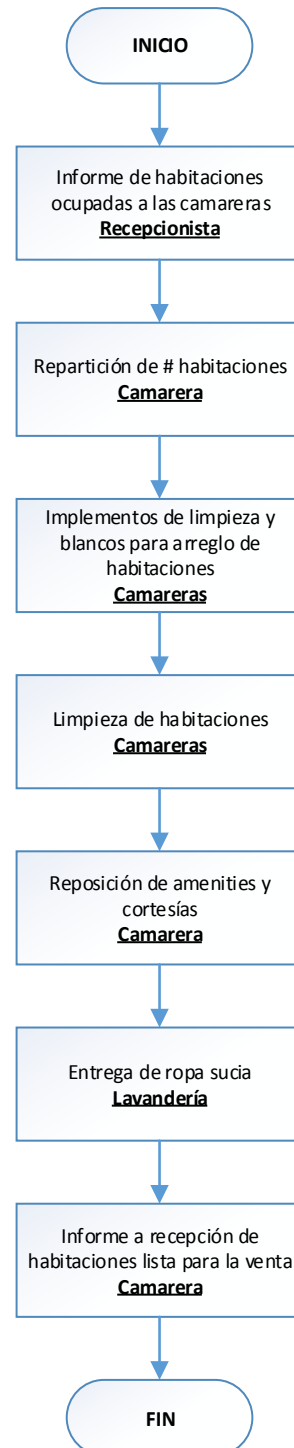 INICIO
Informe de habitaciones
ocupadas a las camareras
Recepcionista
Repartición de # habitaciones
Camarera
Implementos de limpieza y
blancos para arreglo de
habitaciones
Camareras
Limpieza de habitaciones
Camareras
Reposición de amenities y
cortesías
Camarera
Entrega de ropa sucia
Lavandería
Informe a recepción de
habitaciones lista para la venta
Camarera
FIN